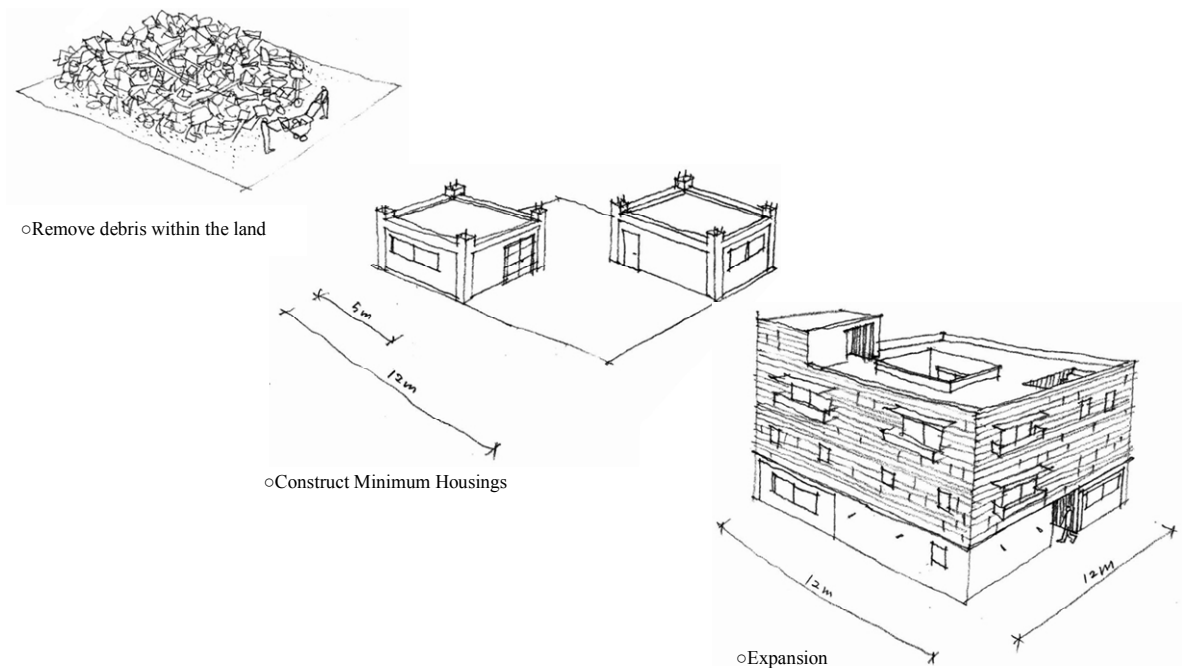 ○Remove debris within the land
5m
12m
○Construct Minimum Housings
12m
12m
○Expansion